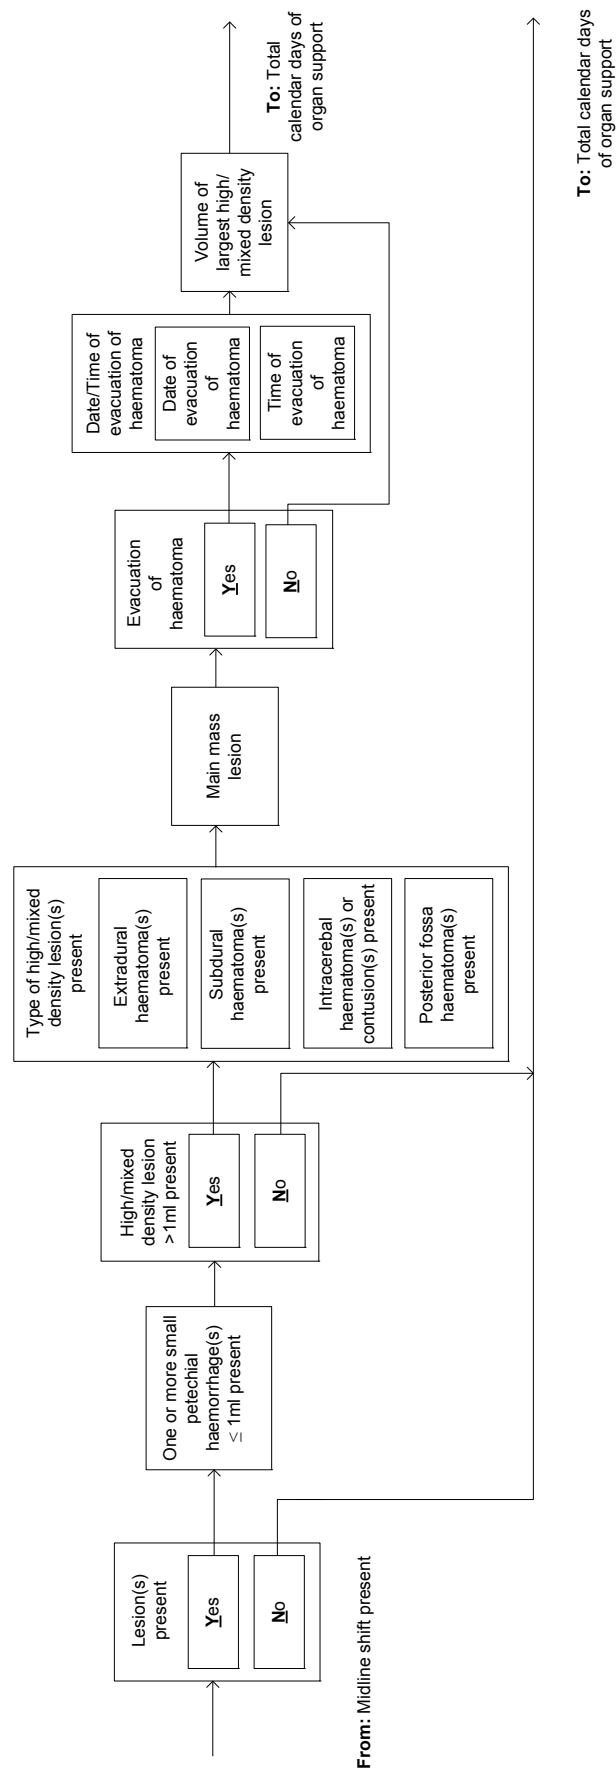 From: Midline shift present
Lesion(s)
present
Yes
No
One or more small
petechial
haemorrhage(s)
≤ 1ml present
High/mixed
density lesion
>1ml present
Yes
No
Type of high/mixed
density lesion(s)
present
Extradural
haematoma(s)
present
Subdural
haematoma(s)
present
Intracerebal
haematoma(s) or
contusion(s) present
Posterior fossa
haematoma(s)
present
Main mass
lesion
Evacuation
of
haematoma
Yes
No
Date/Time of
evacuation of
haematoma
Date of
evacuation
of
haematoma
Time of
evacuation
of
haematoma
Volume of
largest high/
mixed density
lesion
To: Total
calendar days of
organ support
To: Total calendar days
of organ support